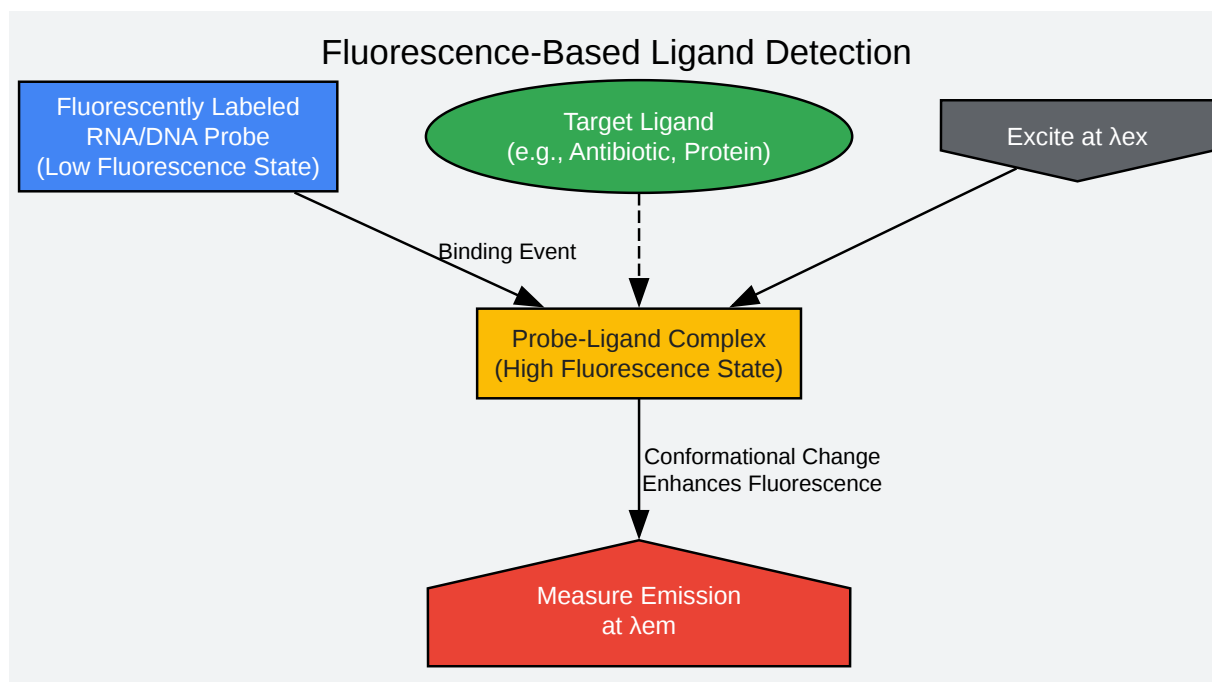 Fluorescence-Based Ligand Detection
Fluorescently Labeled
RNA/DNA Probe
(Low Fluorescence State)
Target Ligand
(e.g., Antibiotic, Protein)
Excite at λex
Binding Event
Probe-Ligand Complex
(High Fluorescence State)
Conformational Change
Enhances Fluorescence
Measure Emission
at λem